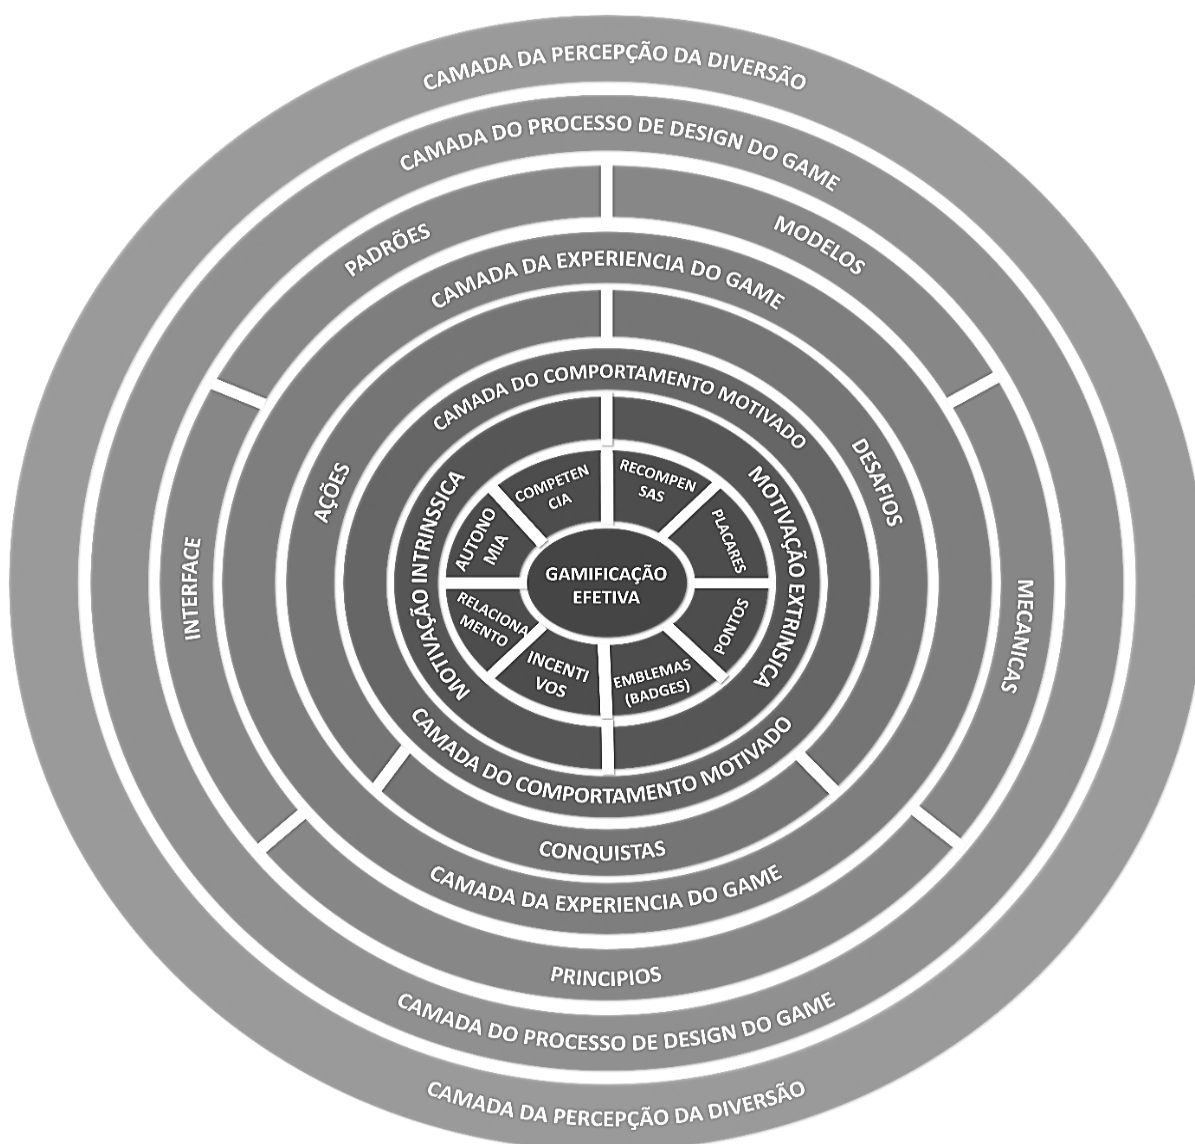 CAMADA DA PERCEPÇÃO DA DIVERSÃO
CAMADA DO PROCESSO DE DESIGN DO GAME
PADRÕES
MODELOS
CAMADA DA EXPERIENCIA DO GAME
CAMADA DO COMPORTAMENTO MOTIVADO
AÇÕES
DESAFIOS
INTERFACE
MECANICAS
MOTIVAÇÃO INTRINSSICA
MOTIVAÇÃO EXTRINSICA
COMPETEN
CIA
RECOMPEN
SAS
AUTONO
MIA
PLACARES
GAMIFICAÇÃO
EFETIVA
RELACIONA
MENTO
PONTOS
INCENTI
VOS
EMBLEMAS
(BADGES)
CAMADA DO COMPORTAMENTO MOTIVADO
CONQUISTAS
CAMADA DA EXPERIENCIA DO GAME
PRINCIPIOS
CAMADA DO PROCESSO DE DESIGN DO GAME
CAMADA DA PERCEPÇÃO DA DIVERSÃO